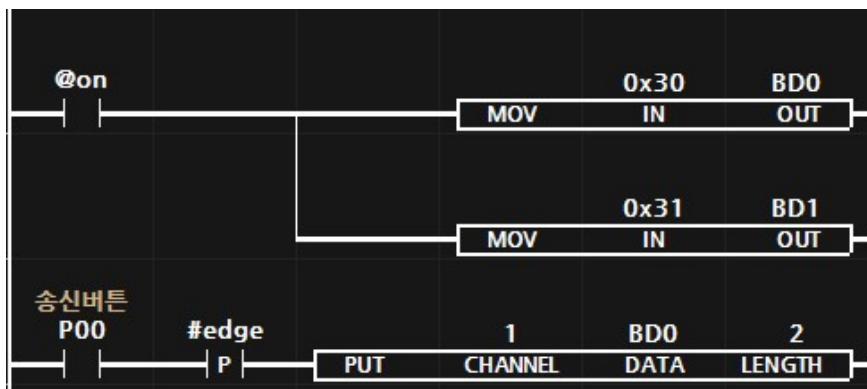 @on 0x30 BD0
MOV IN OUT
0x31 BD1
MOV IN OUT
송신버튼
P00 #edge 1 BD0 2
P PUT CHANNEL DATA LENGTH